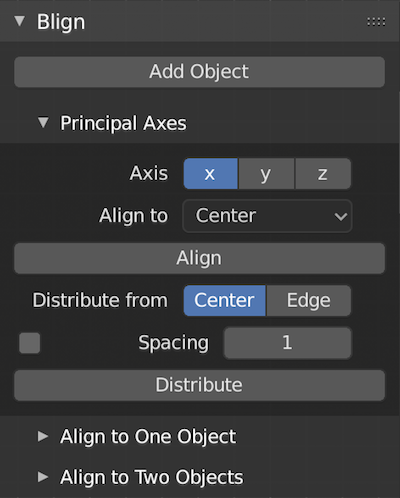 Blign
Add Object
Principal Axes
Axis x y z
Align to Center
Align
Distribute from Center Edge
Spacing 1
Distribute
Align to One Object
Align to Two Objects